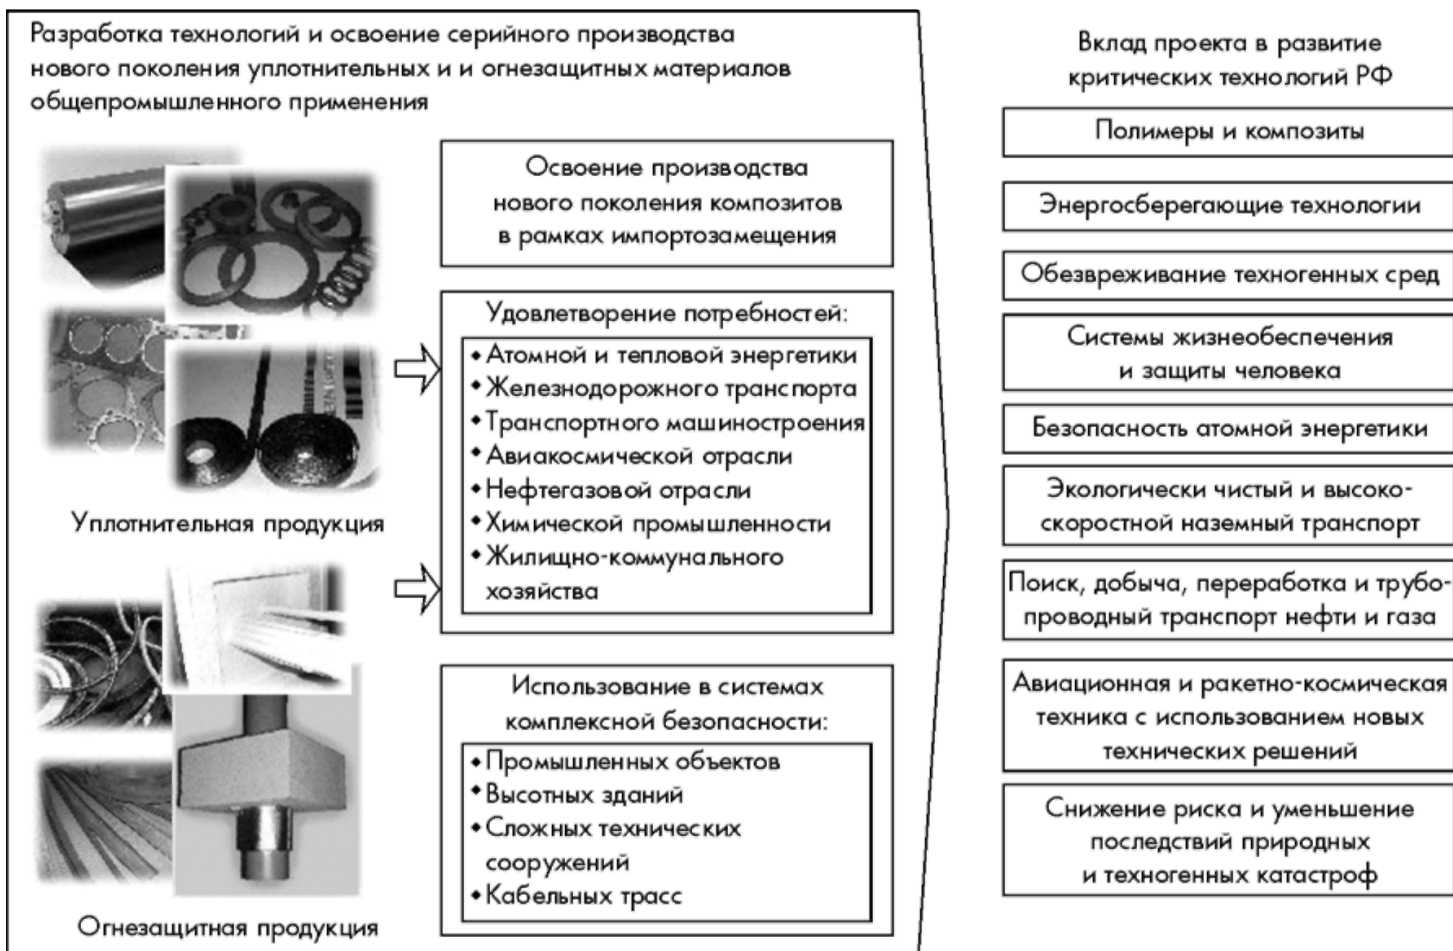 Разработка технологий и освоение серийного производства
нового поколения уплотнительных и и огнезащитных материалов
общепромышленного применения
Уплотнительная продукция
Огнезащитная продукция
Освоение производства
нового поколения композитов
в рамках импортозамещения
Удовлетворение потребностей:
◆ Атомной и тепловой энергетики
◆ Железнодорожного транспорта
◆ Транспортного машиностроения
◆ Авиакосмической отрасли
◆ Нефтегазовой отрасли
◆ Химической промышленности
◆ Жилищно-коммунального
хозяйства
Использование в системах
комплексной безопасности:
◆ Промышленных объектов
◆ Высотных зданий
◆ Сложных технических
сооружений
◆ Кабельных трасс
Вклад проекта в развитие
критических технологий РФ
Полимеры и композиты
Энергосберегающие технологии
Обезвреживание техногенных сред
Системы жизнеобеспечения
и защиты человека
Безопасность атомной энергетики
Экологически чистый и высоко-
скоростной наземный транспорт
Поиск, добыча, переработка и трубо-
проводный транспорт нефти и газа
Авиационная и ракетно-космическая
техника с использованием новых
технических решений
Снижение риска и уменьшение
последствий природных
и техногенных катастроф